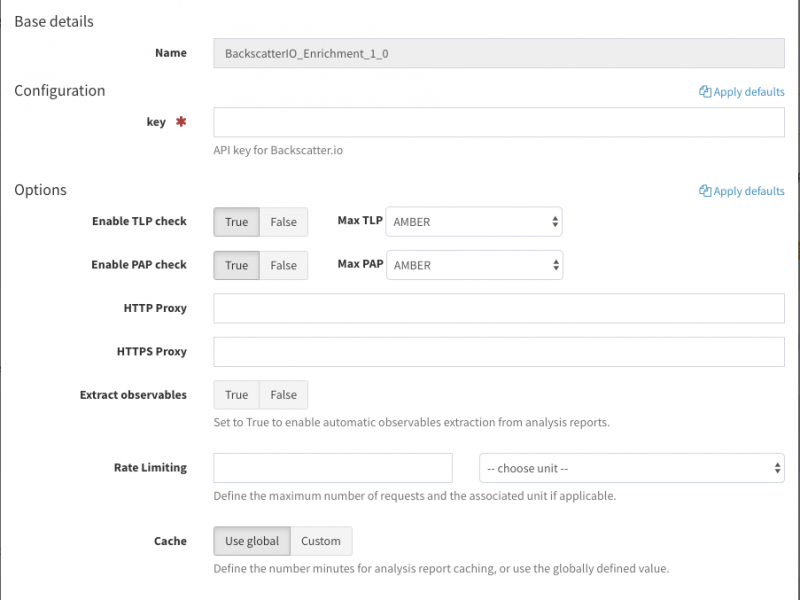 Base details
Name BackscatterIO_Enrichment_1_0
Configuration Apply defaults
key *
API key for Backscatter.io
Options Apply defaults
Enable TLP check True False Max TLP AMBER
Enable PAP check True False Max PAP AMBER
HTTP Proxy
HTTPS Proxy
Extract observables True False
Set to True to enable automatic observables extraction from analysis reports.
Rate Limiting -- choose unit --
Define the maximum number of requests and the associated unit if applicable.
Cache Use global Custom
Define the number minutes for analysis report caching, or use the globally defined value.